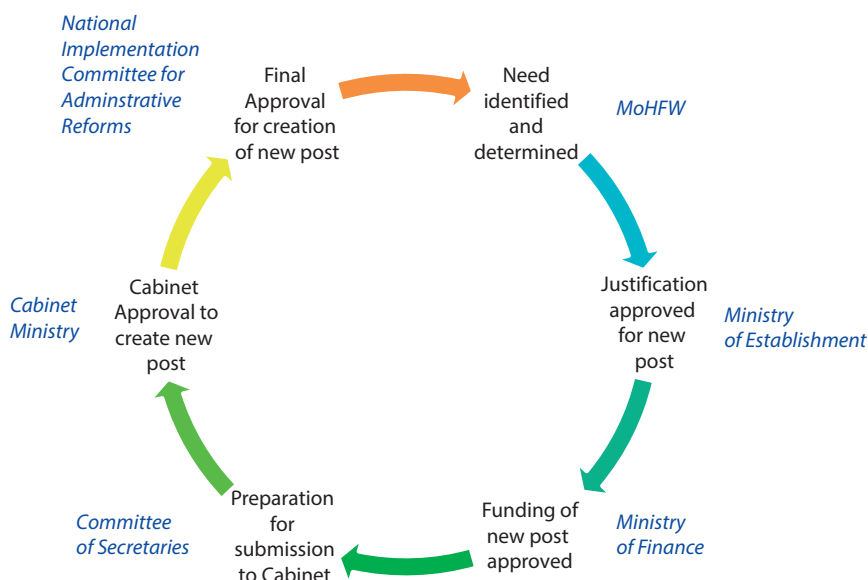 National
Implementation
Committee for
Adminstrative
Reforms
Final
Approval
for creation
of new post
Need
identified
and
determined
MoHFW
Justification
approved
for new
post
Ministry
of Establishment
Funding of
new post
approved
Ministry
of Finance
Preparation
for
submission
to Cabinet
Committee
of Secretaries
Cabinet
Approval to
create new
post
Cabinet
Ministry